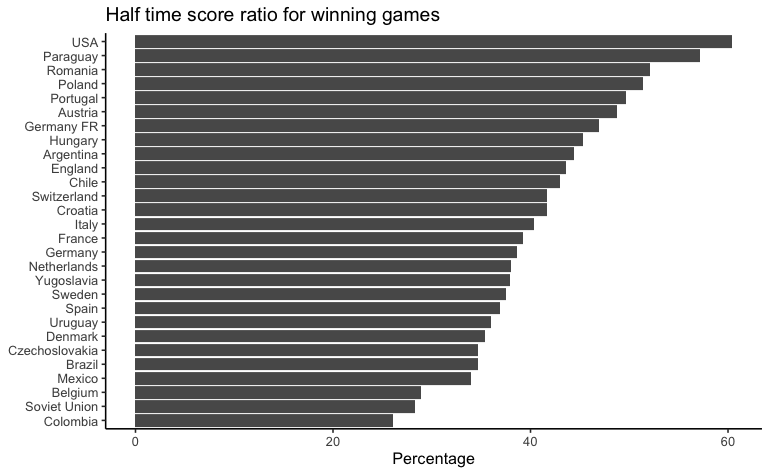 Half time score ratio for winning games
USA
Paraguay
Romania
Poland
Portugal
Austria
Germany FR
Hungary
Argentina
England
Chile
Switzerland
Croatia
Italy
France
Germany
Netherlands
Yugoslavia
Sweden
Spain
Uruguay
Denmark
Czechoslovakia
Brazil
Mexico
Belgium
Soviet Union
Colombia
0 20 40 60
Percentage